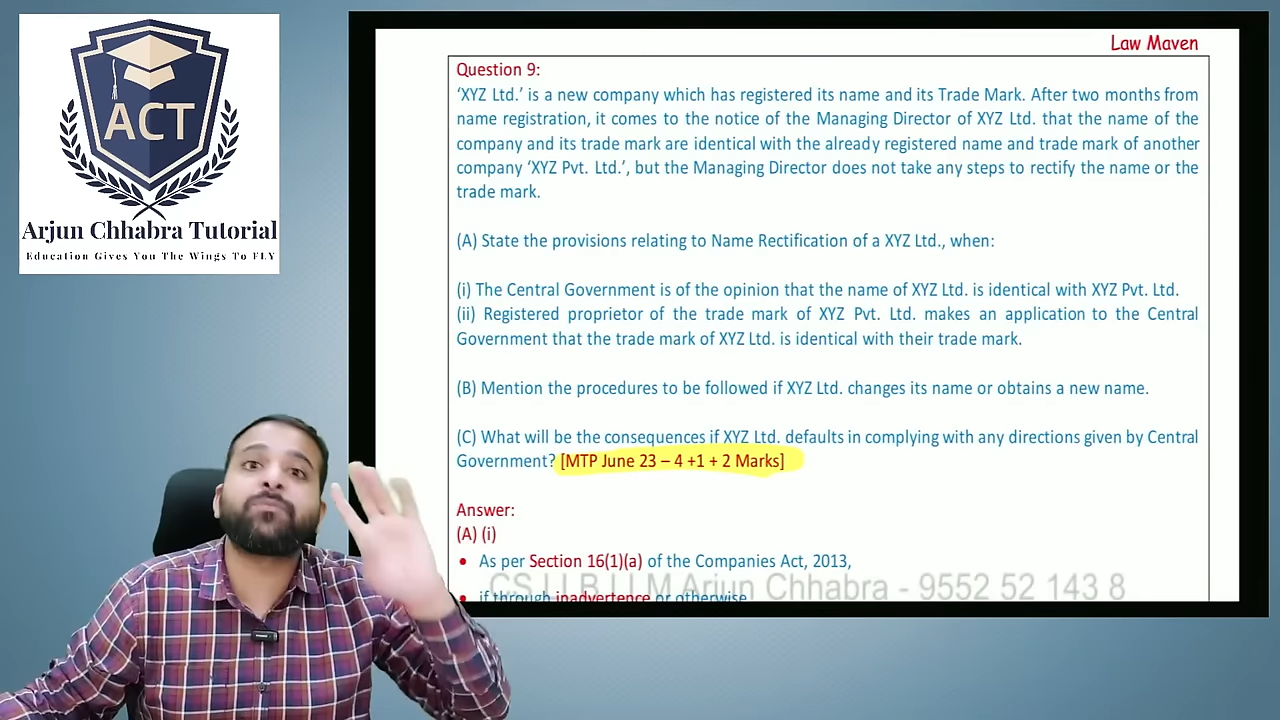 ACT
Arjun Chhabra Tutorial
Education Gives You The Wings To FLY
Law Maven
Question 9:
‘XYZ Ltd.’ is a new company which has registered its name and its Trade Mark. After two months from
name registration, it comes to the notice of the Managing Director of XYZ Ltd. that the name of the
company and its trade mark are identical with the already registered name and trade mark of another
company ‘XYZ Pvt. Ltd.’, but the Managing Director does not take any steps to rectify the name or the
trade mark.
(A) State the provisions relating to Name Rectification of a XYZ Ltd., when:
(i) The Central Government is of the opinion that the name of XYZ Ltd. is identical with XYZ Pvt. Ltd.
(ii) Registered proprietor of the trade mark of XYZ Pvt. Ltd. makes an application to the Central
Government that the trade mark of XYZ Ltd. is identical with their trade mark.
(B) Mention the procedures to be followed if XYZ Ltd. changes its name or obtains a new name.
(C) What will be the consequences if XYZ Ltd. defaults in complying with any directions given by Central
Government? [MTP June 23 – 4 +1 + 2 Marks]
Answer:
(A) (i)
• As per Section 16(1)(a) of the Companies Act, 2013,
CS LLB LLM Arjun Chhabra - 9552 52 143 8
• if through inadvertence or otherwise